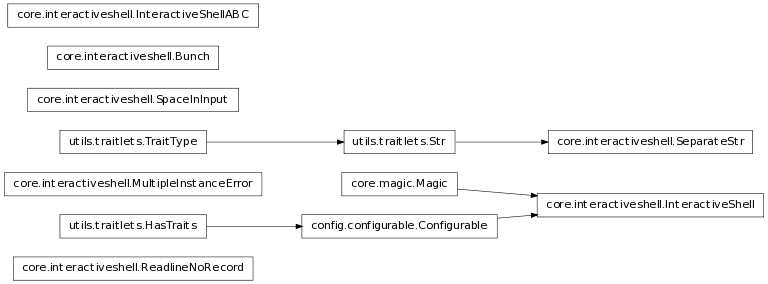 core.interactiveshell.InteractiveShellABC
core.interactiveshell.Bunch
core.interactiveshell.SpaceInInput
utils.traitlets.TraitType
utils.traitlets.Str
core.interactiveshell.SeparateStr
core.interactiveshell.MultipleInstanceError
core.magic.Magic
core.interactiveshell.InteractiveShell
utils.traitlets.HasTraits
config.configurable.Configurable
core.interactiveshell.ReadlineNoRecord